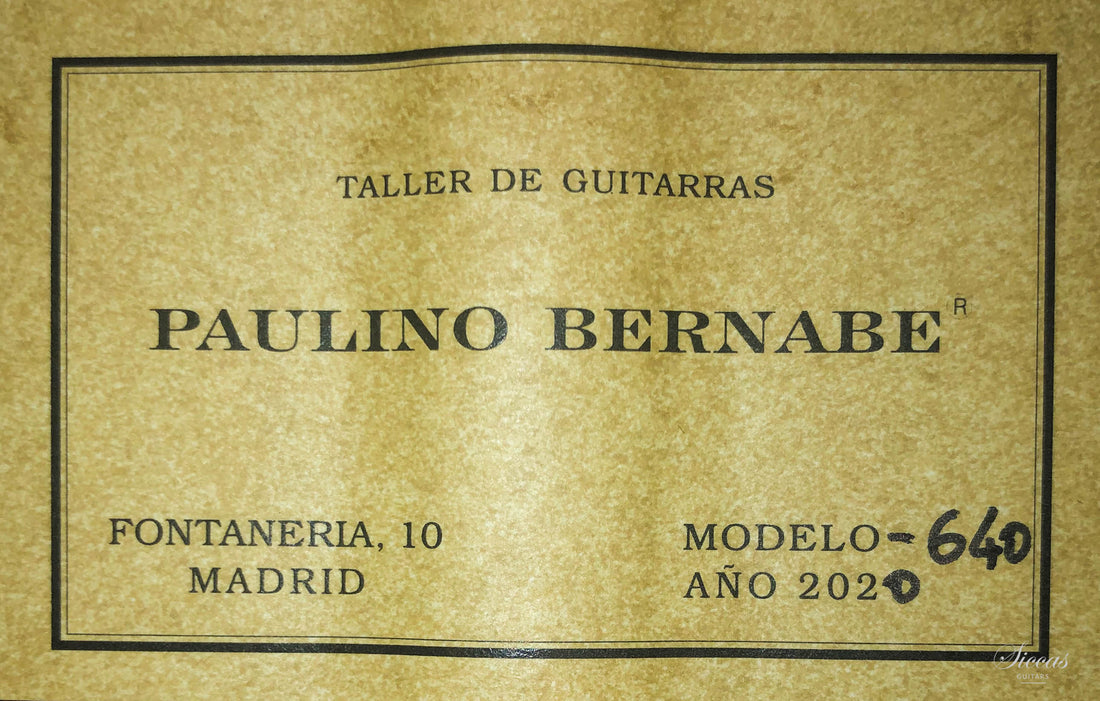 TALLER DE GUITARRAS
PAULINO BERNABE R
FONTANERIA, 10
MADRID
MODELO-640
AÑO 2020
Siccas
GUITARS